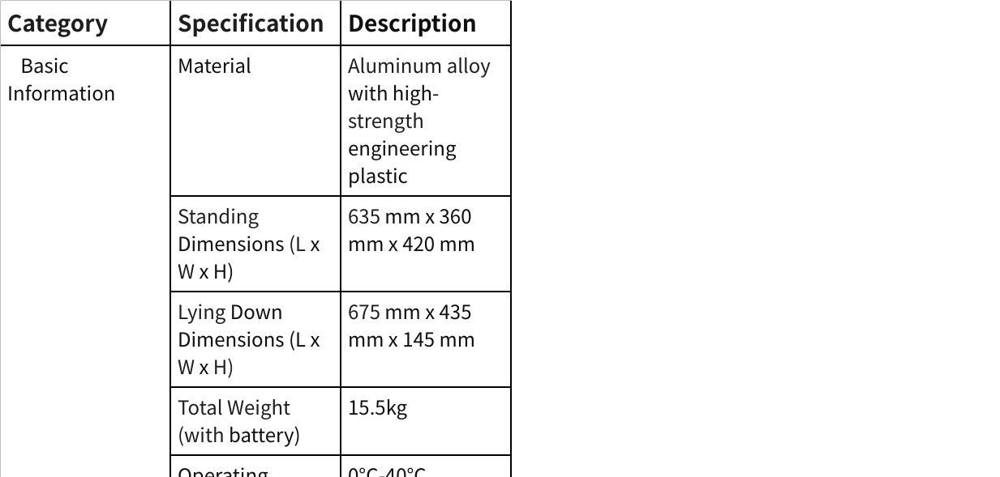 Category Specification Description
Basic Information
Material
Aluminum alloy
with high-
strength
engineering
plastic
Standing
Dimensions (L x
W x H)
635 mm x 360
mm x 420 mm
Lying Down
Dimensions (L x
W x H)
675 mm x 435
mm x 145 mm
Total Weight
(with battery)
15.5kg
Operating
0°C-40°C